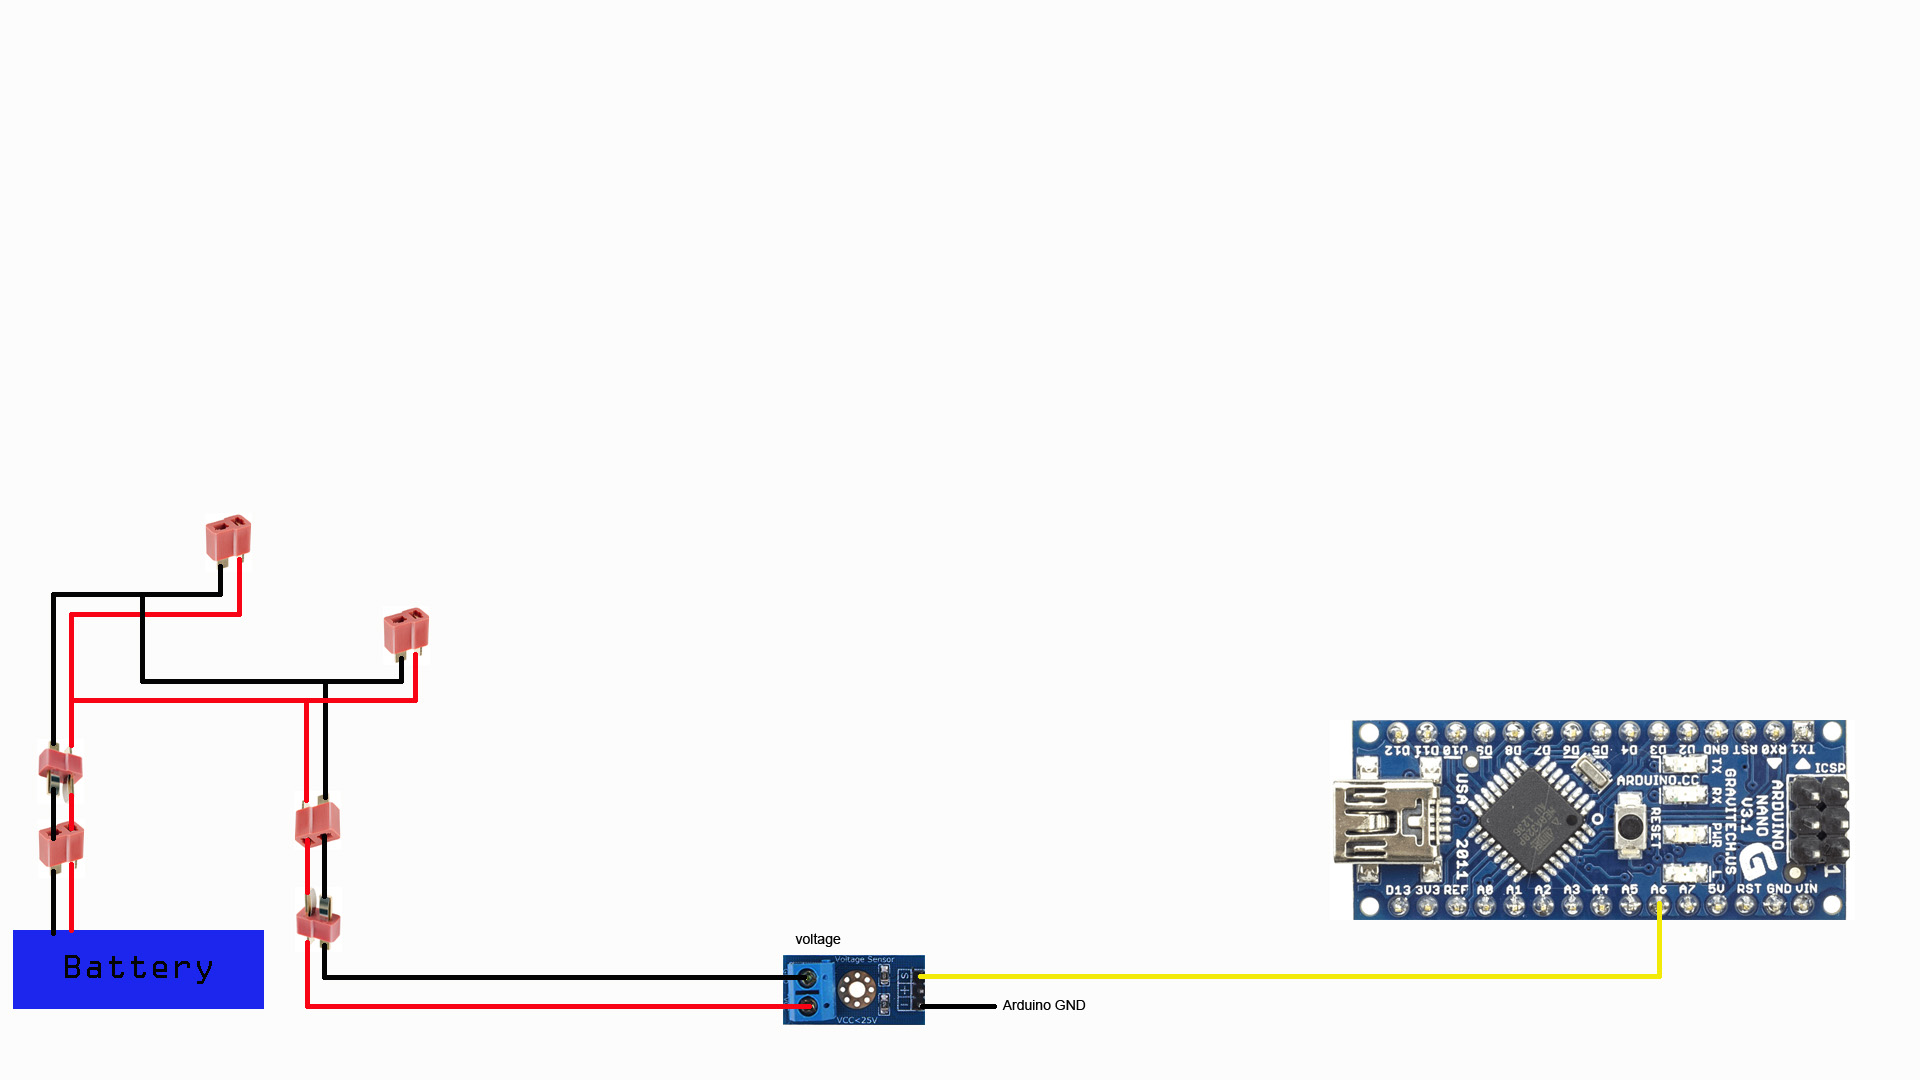 Battery
voltage
Voltage Sensor
S
+
-
VCC<25V
Arduino GND
D12 D11 D10 D9 D8 D7 D6 D5 D4 D3 D2 GND RST RX0 TX1
USA
2011
ARDUINO.CC
RESET
TX
RX
PWR
L
GRAVITECH.US
ARDUINO
NANO
V3.1
ICSP
1
D13 3V3 REF A0 A1 A2 A3 A4 A5 A6 A7 5V RST GND VIN